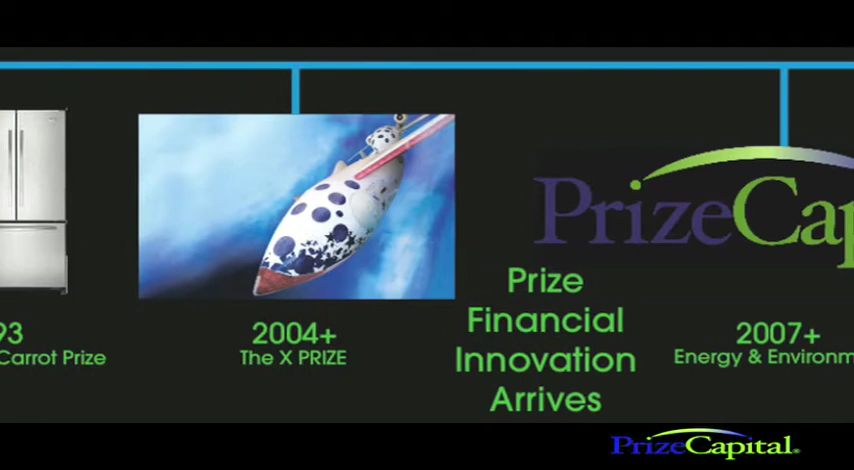 PrizeCap
93
Carrot Prize
2004+
The X PRIZE
Prize
Financial
Innovation
Arrives
2007+
Energy & Environm
PrizeCapital®